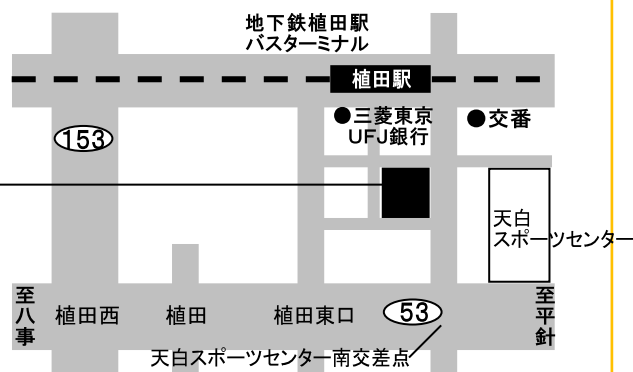 地下鉄植田駅
バスターミナル
植田駅
●三菱東京
UFJ銀行
●交番
153
天白
スポーツセンター
至八事
植田西
植田
植田東口
53
至平針
天白スポーツセンター南交差点